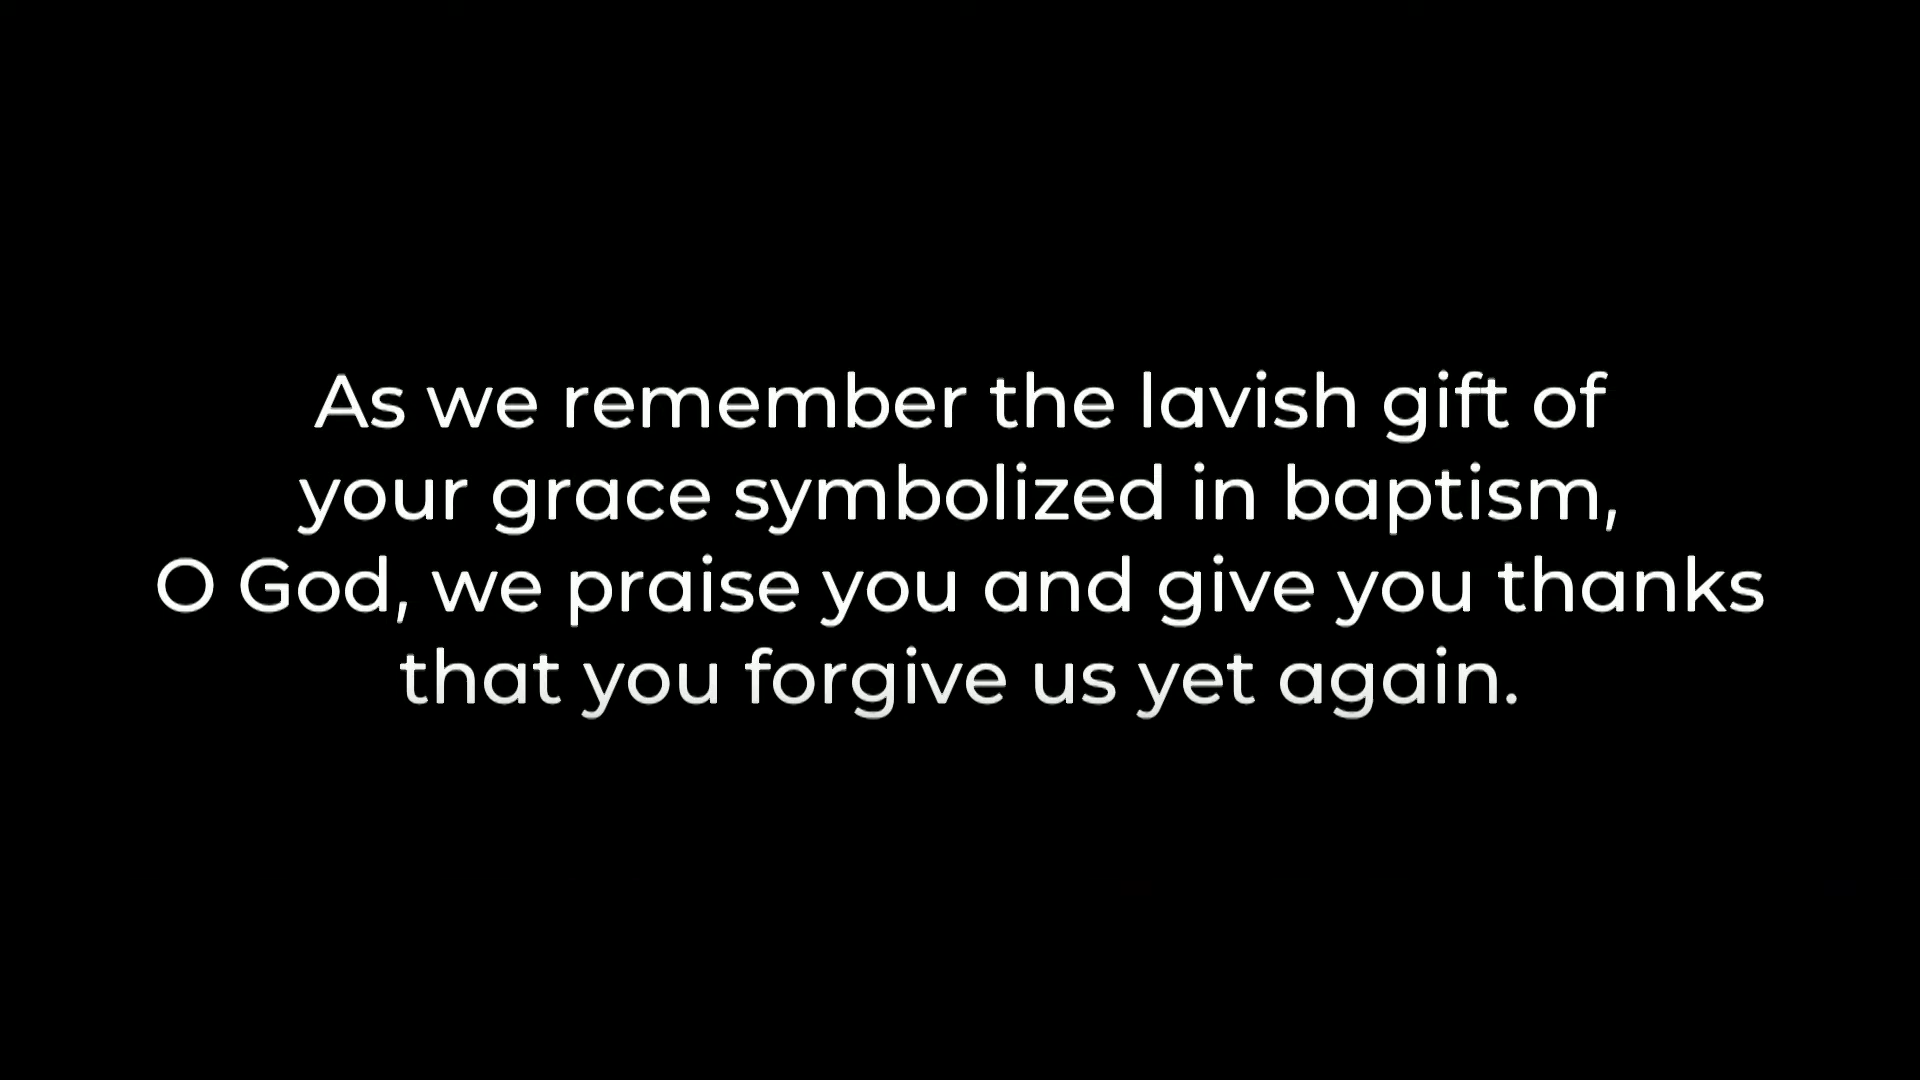 As we remember the lavish gift of
your grace symbolized in baptism,
O God, we praise you and give you thanks
that you forgive us yet again.